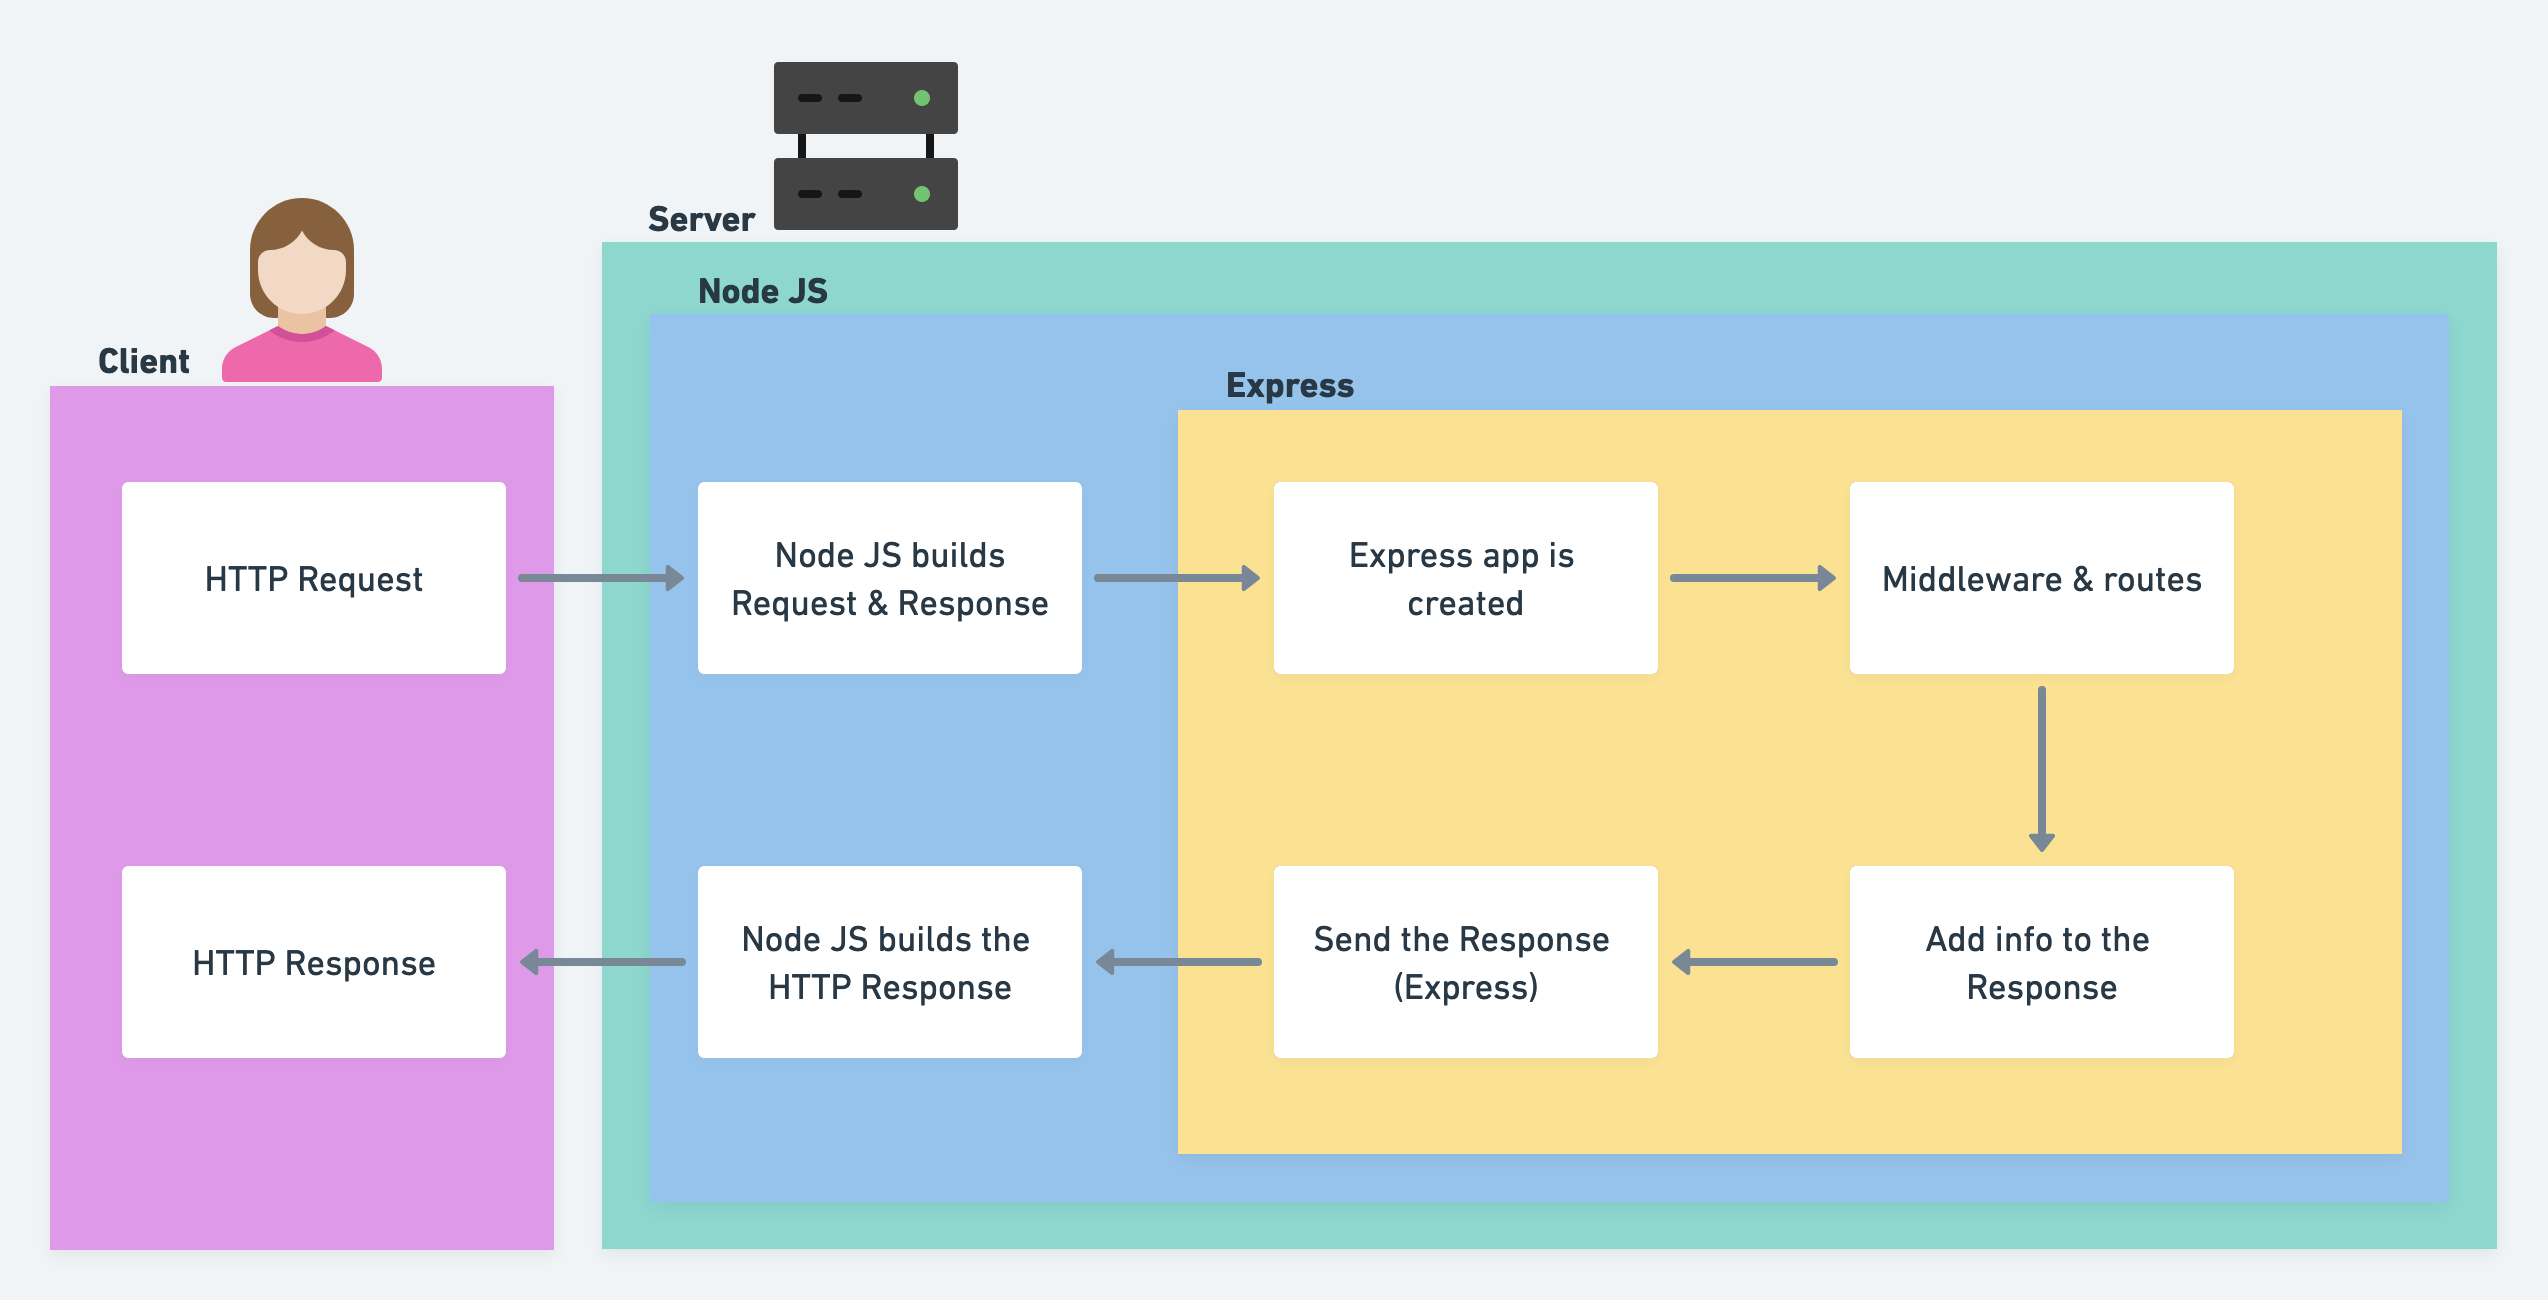 Server
Node JS
Client
Express
HTTP Request
Node JS builds
Request & Response
Express app is
created
Middleware & routes
HTTP Response
Node JS builds the
HTTP Response
Send the Response
(Express)
Add info to the
Response